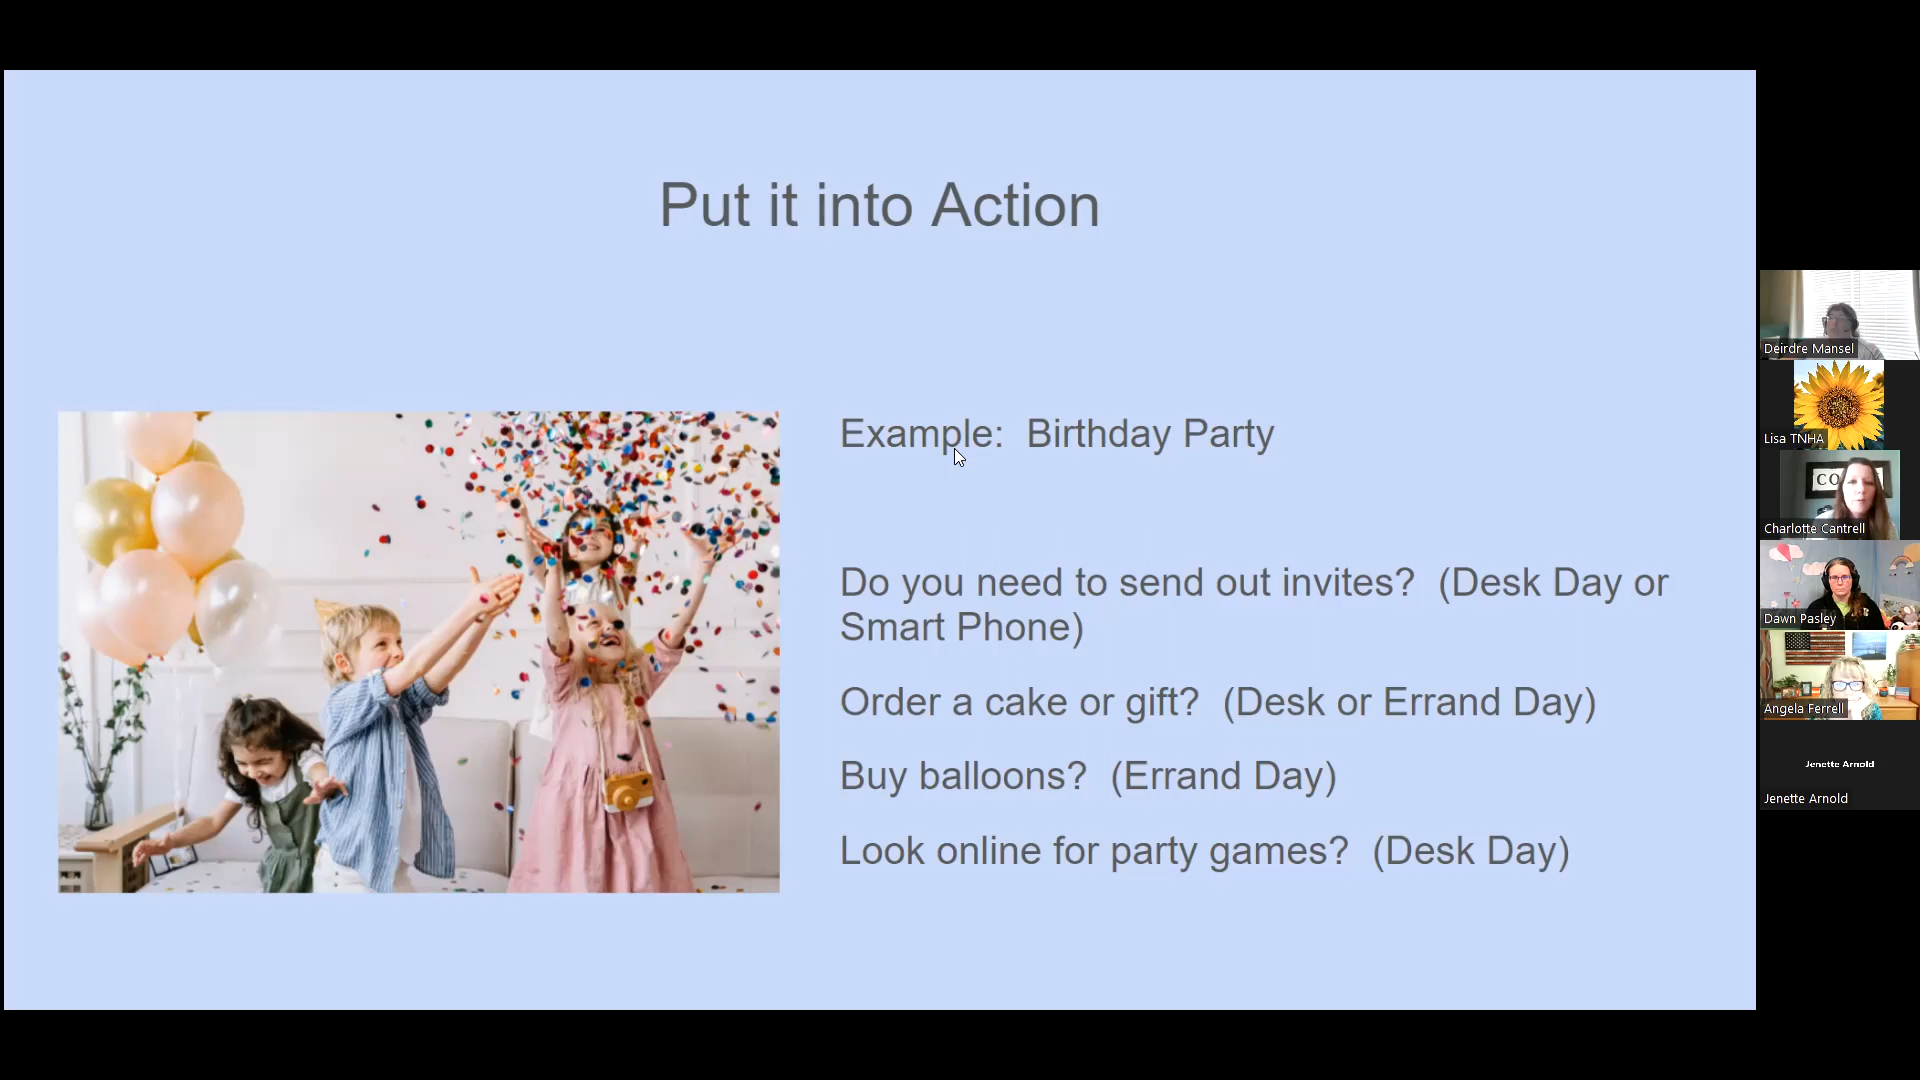 Put it into Action
Example: Birthday Party
Do you need to send out invites? (Desk Day or
Smart Phone)
Order a cake or gift? (Desk or Errand Day)
Buy balloons? (Errand Day)
Look online for party games? (Desk Day)
Deirdre Mansel
Lisa TNHA
CO
Charlotte Cantrell
Dawn Pasley
Angela Ferrell
Jenette Arnold
Jenette Arnold